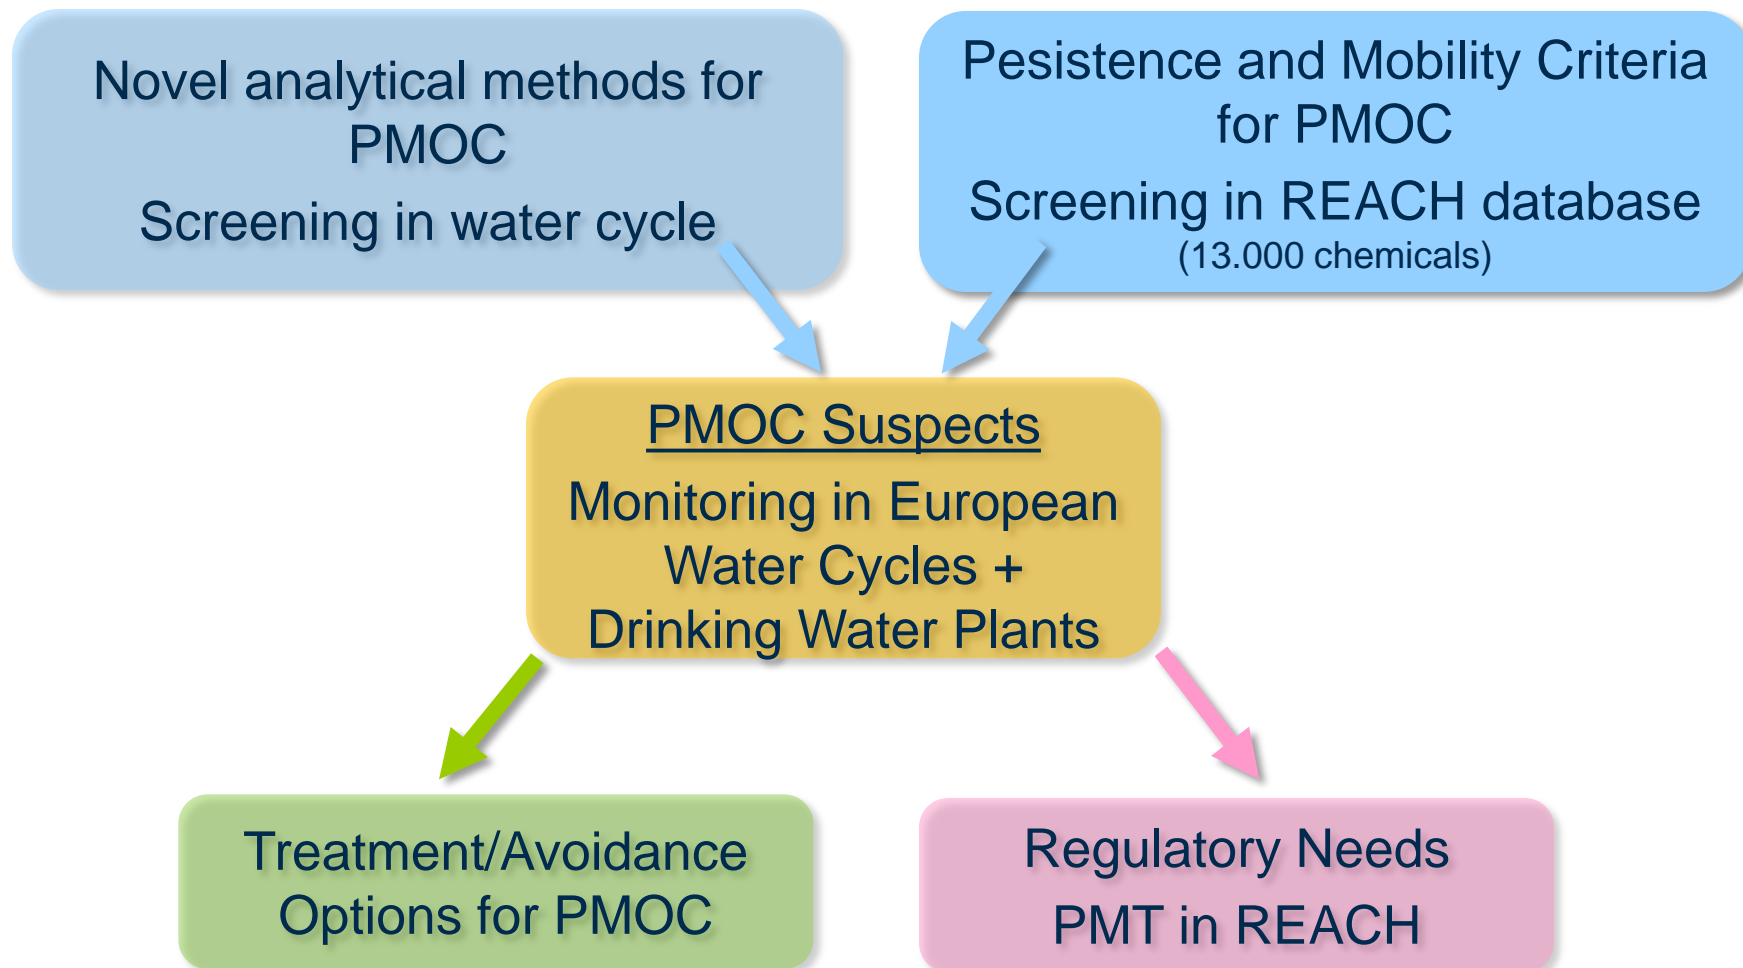 Novel analytical methods for
PMOC
Screening in water cycle
Pesistence and Mobility Criteria
for PMOC
Screening in REACH database
(13.000 chemicals)
PMOC Suspects
Monitoring in European
Water Cycles +
Drinking Water Plants
Treatment/Avoidance
Options for PMOC
Regulatory Needs
PMT in REACH